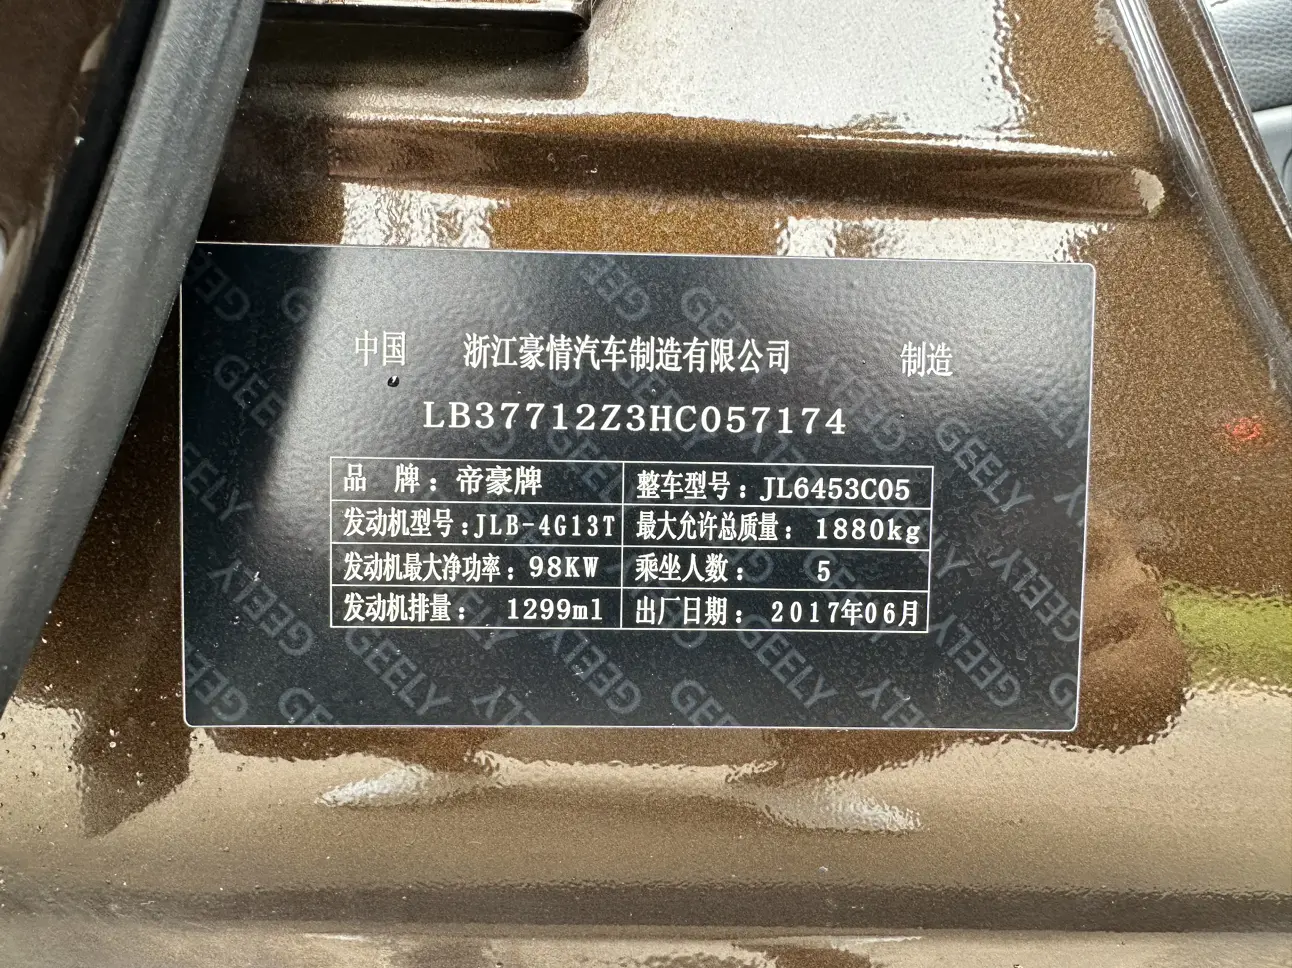 中国 浙江豪情汽车制造有限公司 制造
LB37712Z3HC057174
品 牌：帝豪牌 整车型号：JL6453C05
发动机型号：JLB-4G13T 最大允许总质量：1880kg
发动机最大净功率：98KW 乘坐人数： 5
发动机排量： 1299ml 出厂日期： 2017年06月
GEELY